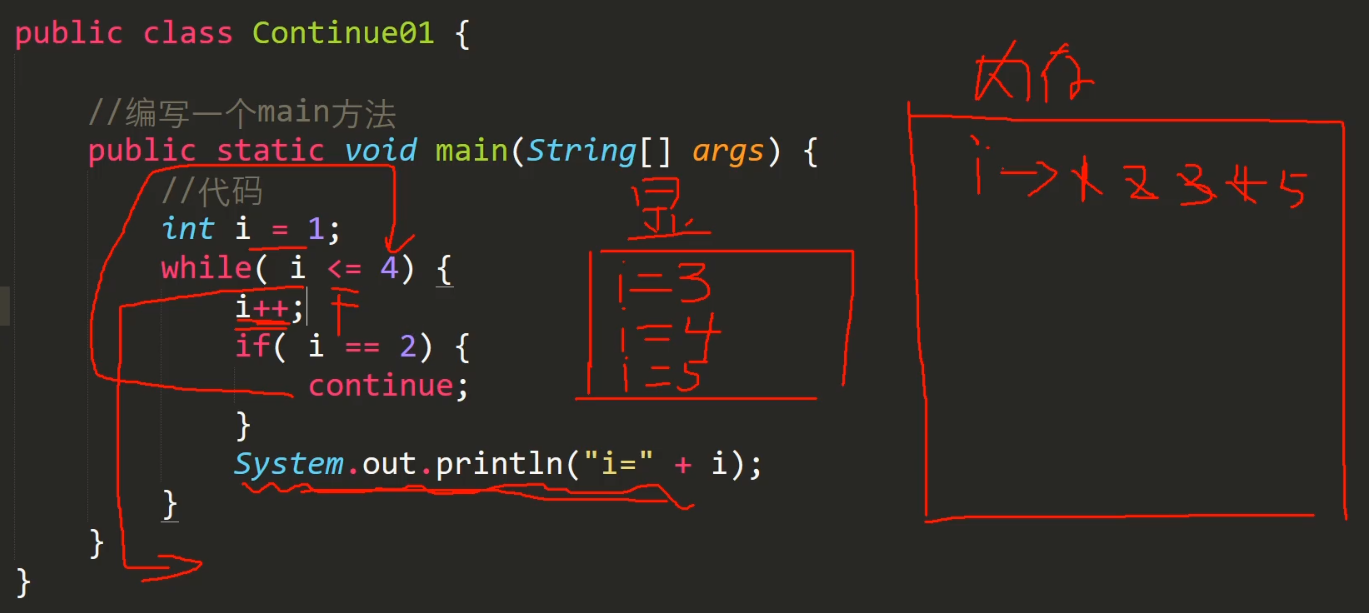 public class Continue01 {
//编写一个main方法
public static void main(String[] args) {
//代码
int i = 1;
while( i <= 4) {
i++;
if( i == 2) {
continue;
}
System.out.println("i=" + i);
}
}
}
显
i=3
i=4
i=5
内存
i→1 2 3 4 5